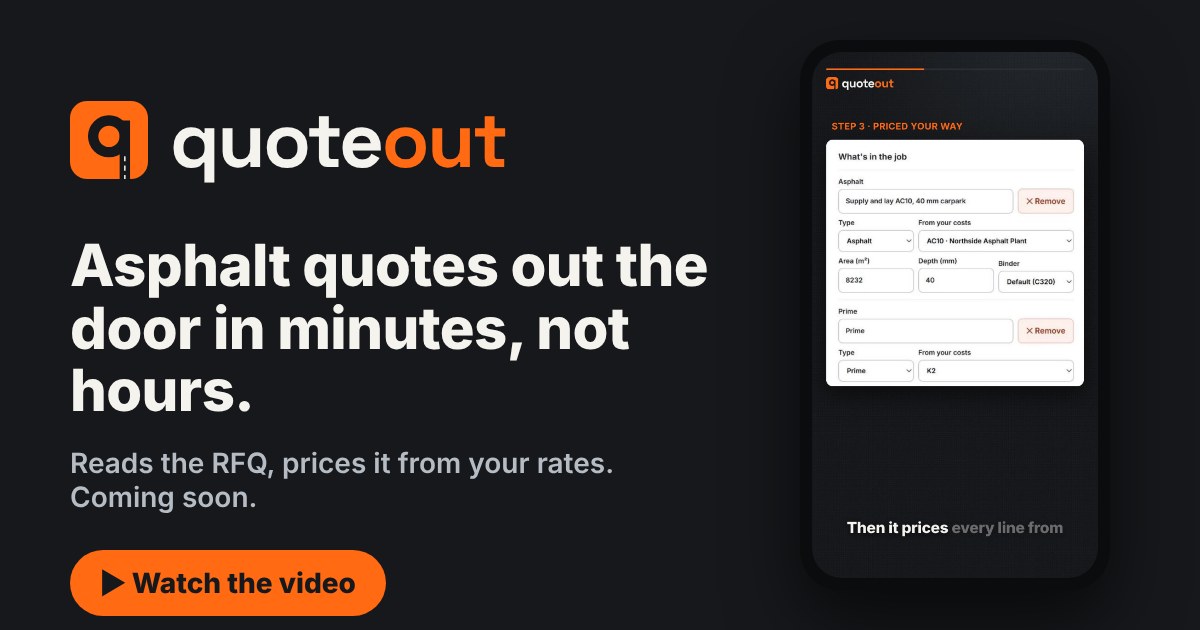 quoteout
Asphalt quotes out the
door in minutes, not
hours.
Reads the RFQ, prices it from your rates.
Coming soon.
▶ Watch the video
quoteout
STEP 3 · PRICED YOUR WAY
What's in the job
Asphalt
Supply and lay AC10, 40 mm carpark
✕ Remove
Type
From your costs
Asphalt
AC10 · Northside Asphalt Plant
Area (m²)
Depth (mm)
Binder
8232
40
Default (C320)
Prime
Prime
✕ Remove
Type
From your costs
Prime
K2
Then it prices every line from